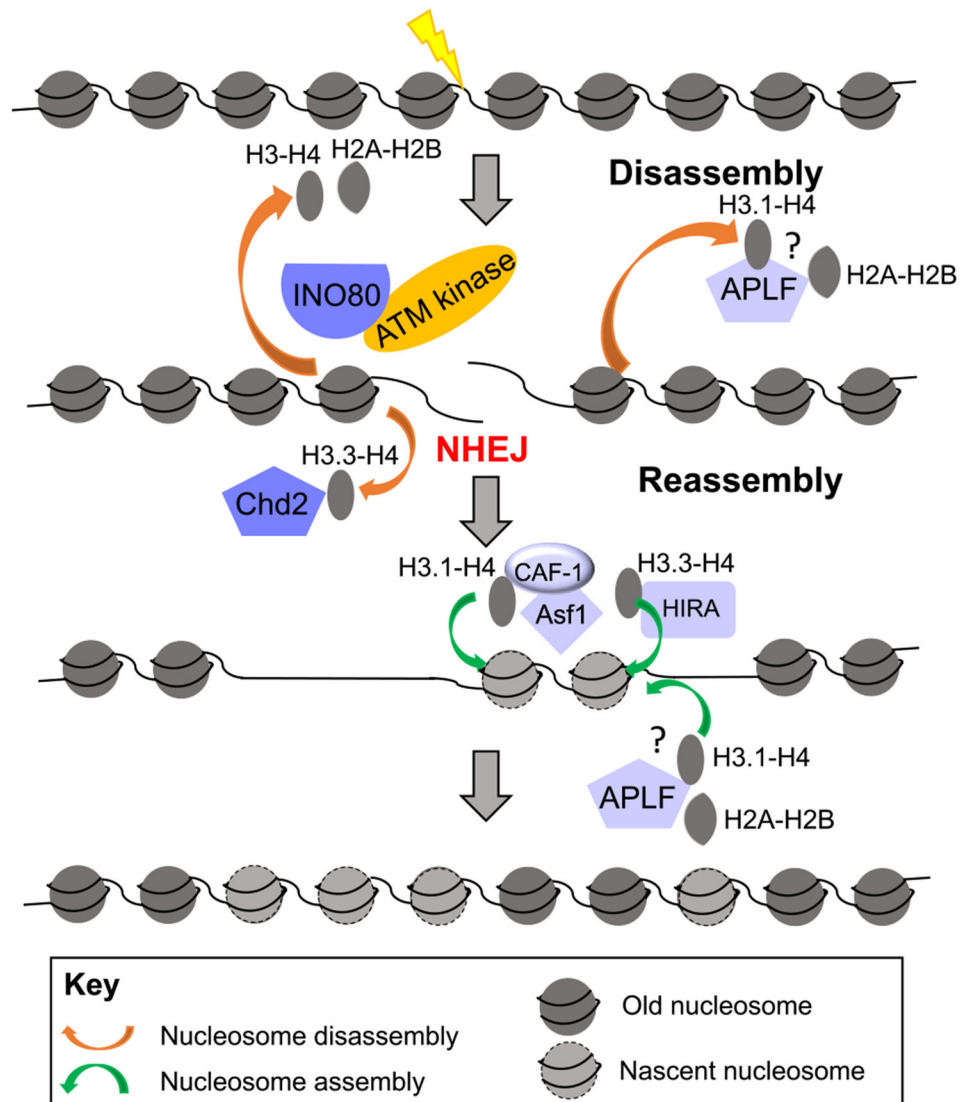 H3-H4
H2A-H2B
Disassembly
H3.1-H4
?
INO80
ATM kinase
APLF
H2A-H2B
H3.3-H4
NHEJ
Chd2
Reassembly
H3.1-H4
CAF-1
H3.3-H4
Asf1
HIRA
?
H3.1-H4
APLF
H2A-H2B
Key
Nucleosome disassembly
Nucleosome assembly
Old nucleosome
Nascent nucleosome